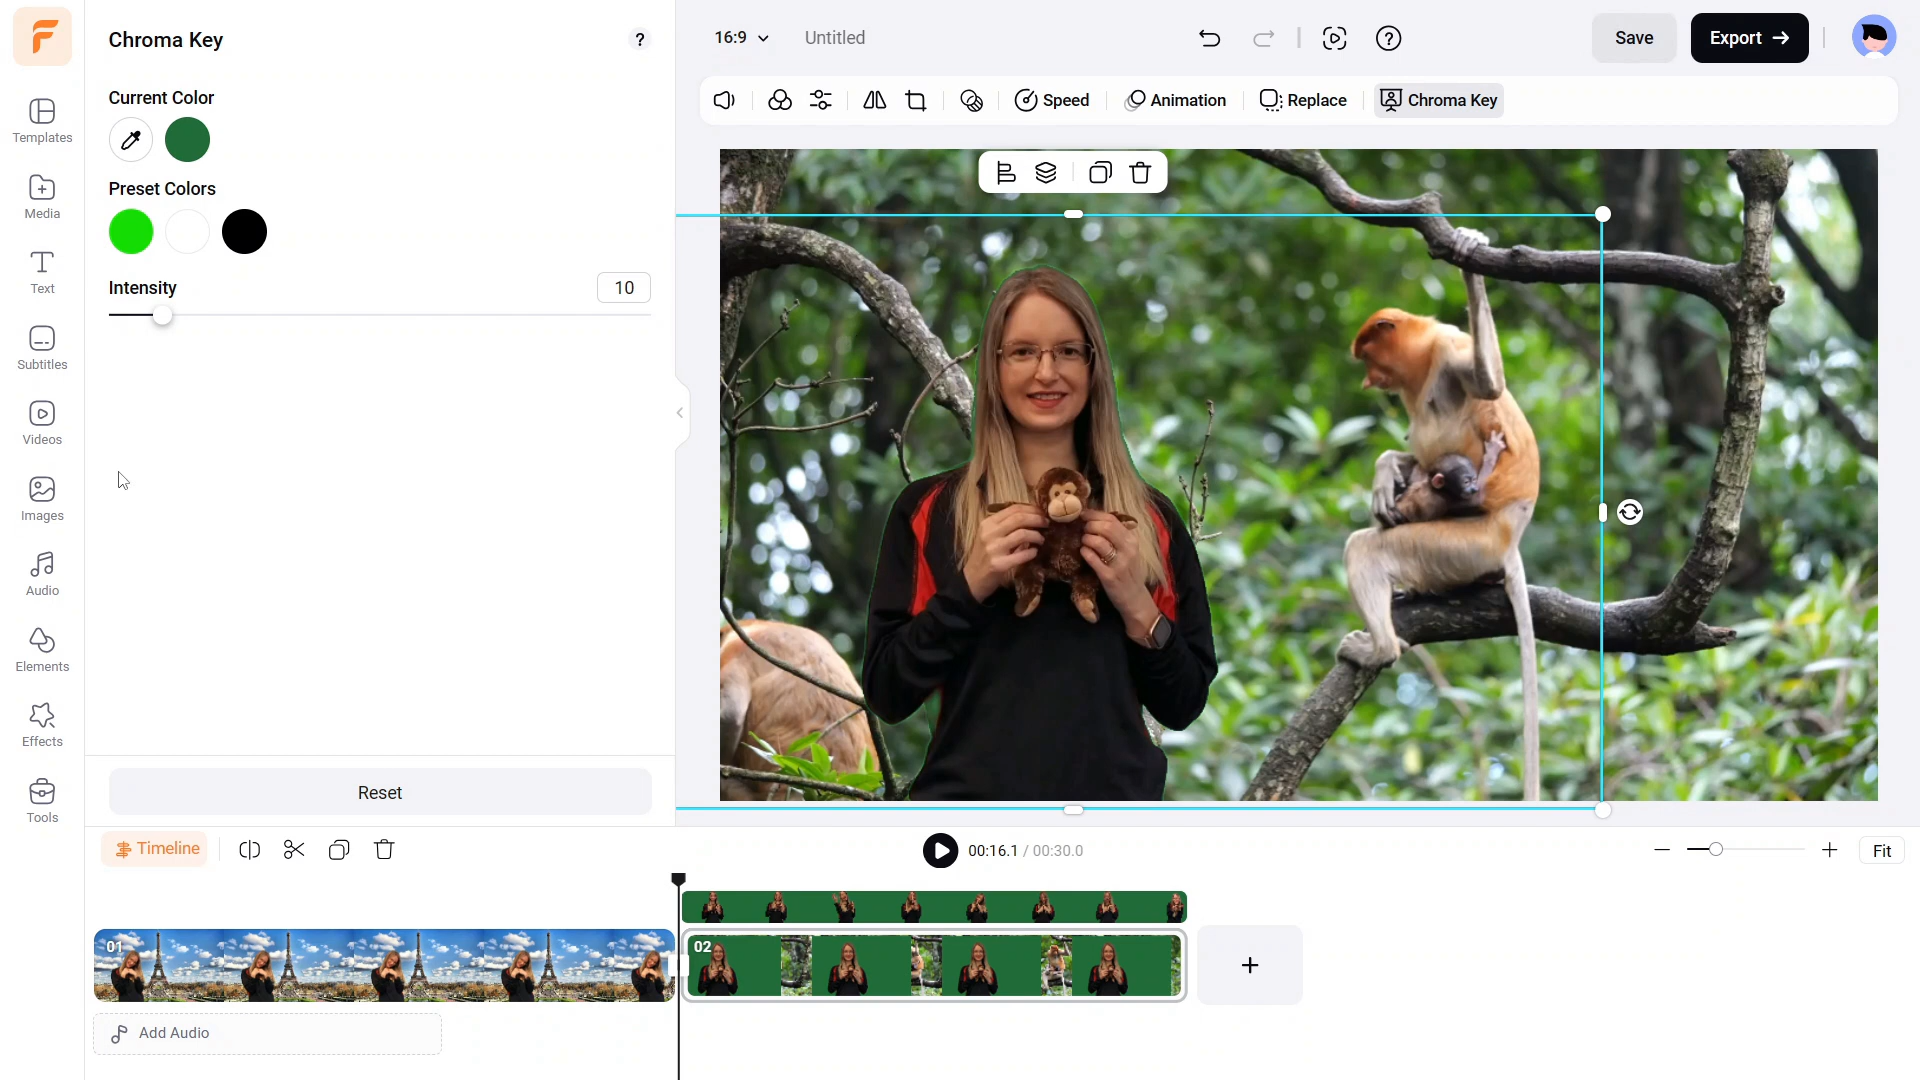 Chroma Key
?
16:9
Untitled
?
Save
Export
Templates
Media
Text
Subtitles
Videos
Images
Audio
Elements
Effects
Tools
Current Color
Preset Colors
Intensity
10
Reset
Speed
Animation
Replace
Chroma Key
Timeline
00:16.1 / 00:30.0
Fit
01
02
+
Add Audio